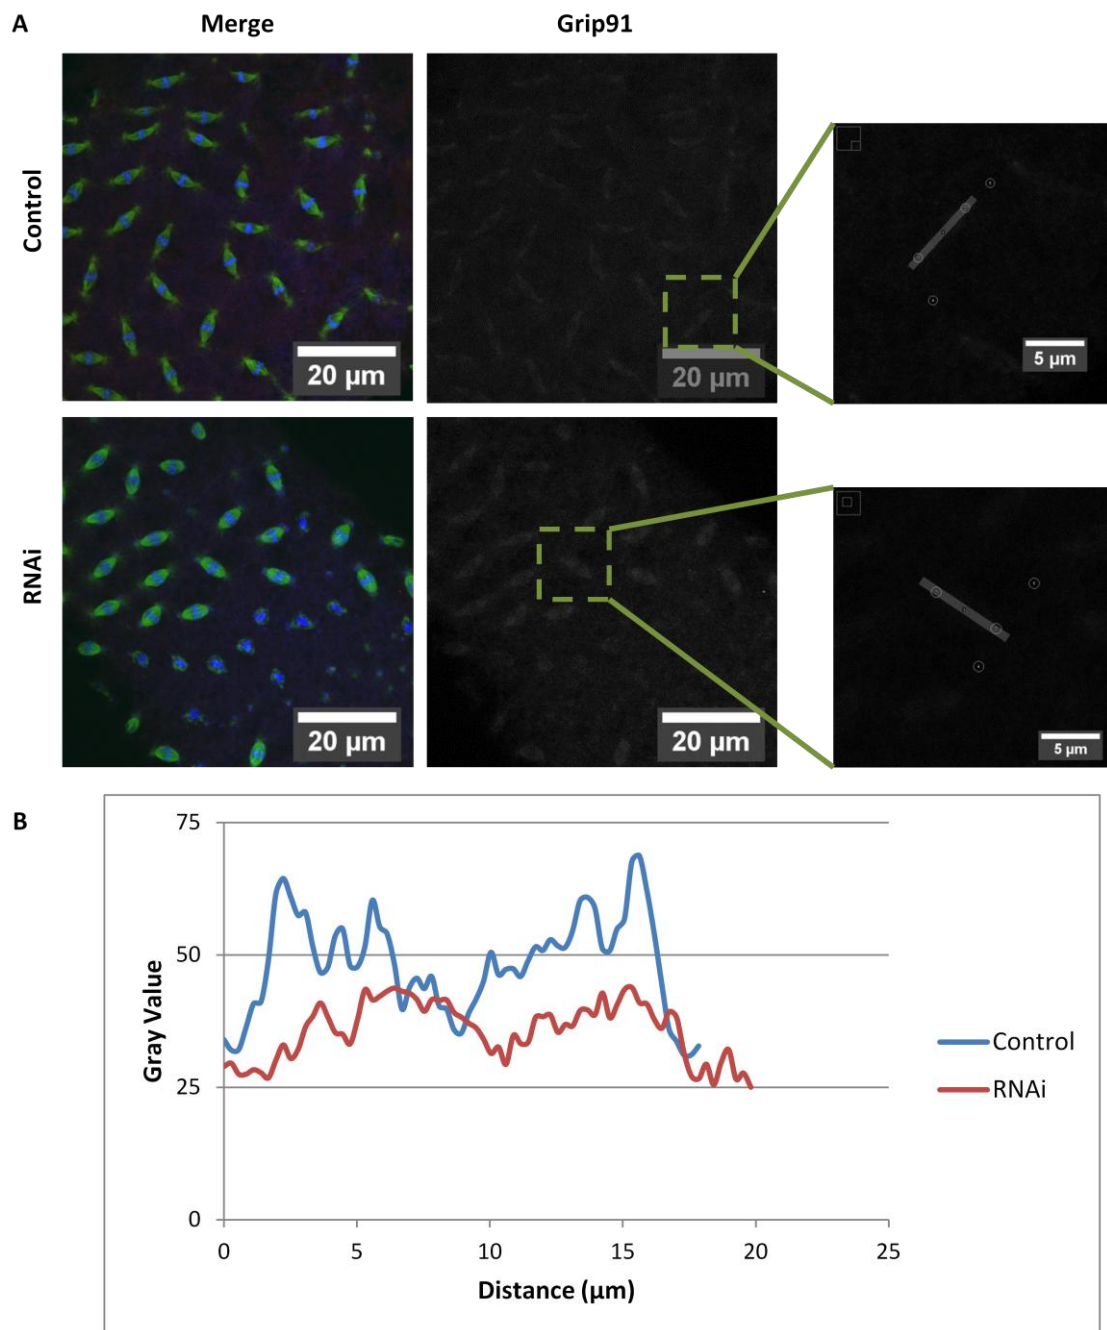 A
Merge
Grip91
Control
20 µm
20 µm
5 µm
RNAi
20 µm
20 µm
5 µm
B
75
50
25
0
0 5 10 15 20 25
Gray Value
Distance (µm)
Control
RNAi